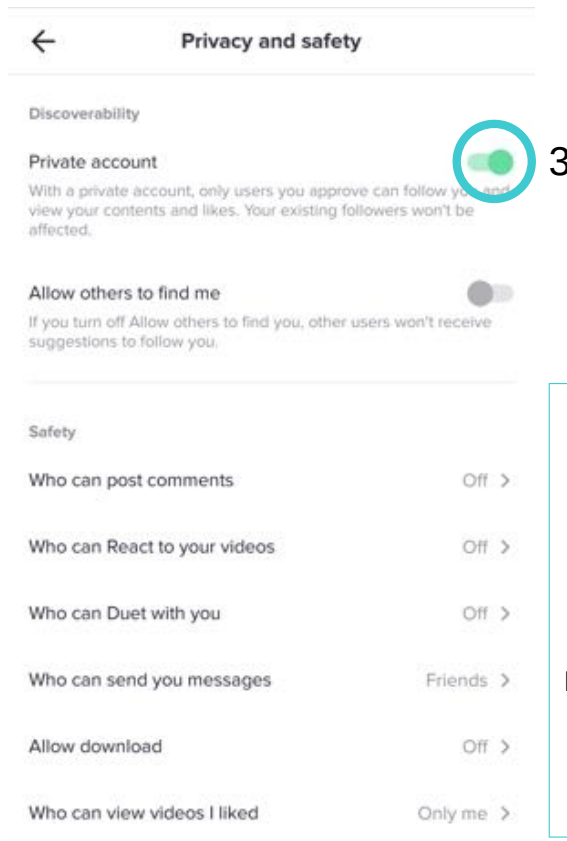 Privacy and safety
Discoverability
Private account
3
With a private account, only users you approve can follow you and
view your contents and likes. Your existing followers won't be
affected.
Allow others to find me
If you turn off Allow others to find you, other users won't receive
suggestions to follow you.
Safety
Who can post comments Off
Who can React to your videos Off
Who can Duet with you Off
Who can send you messages Friends
Allow download Off
Who can view videos I liked Only me